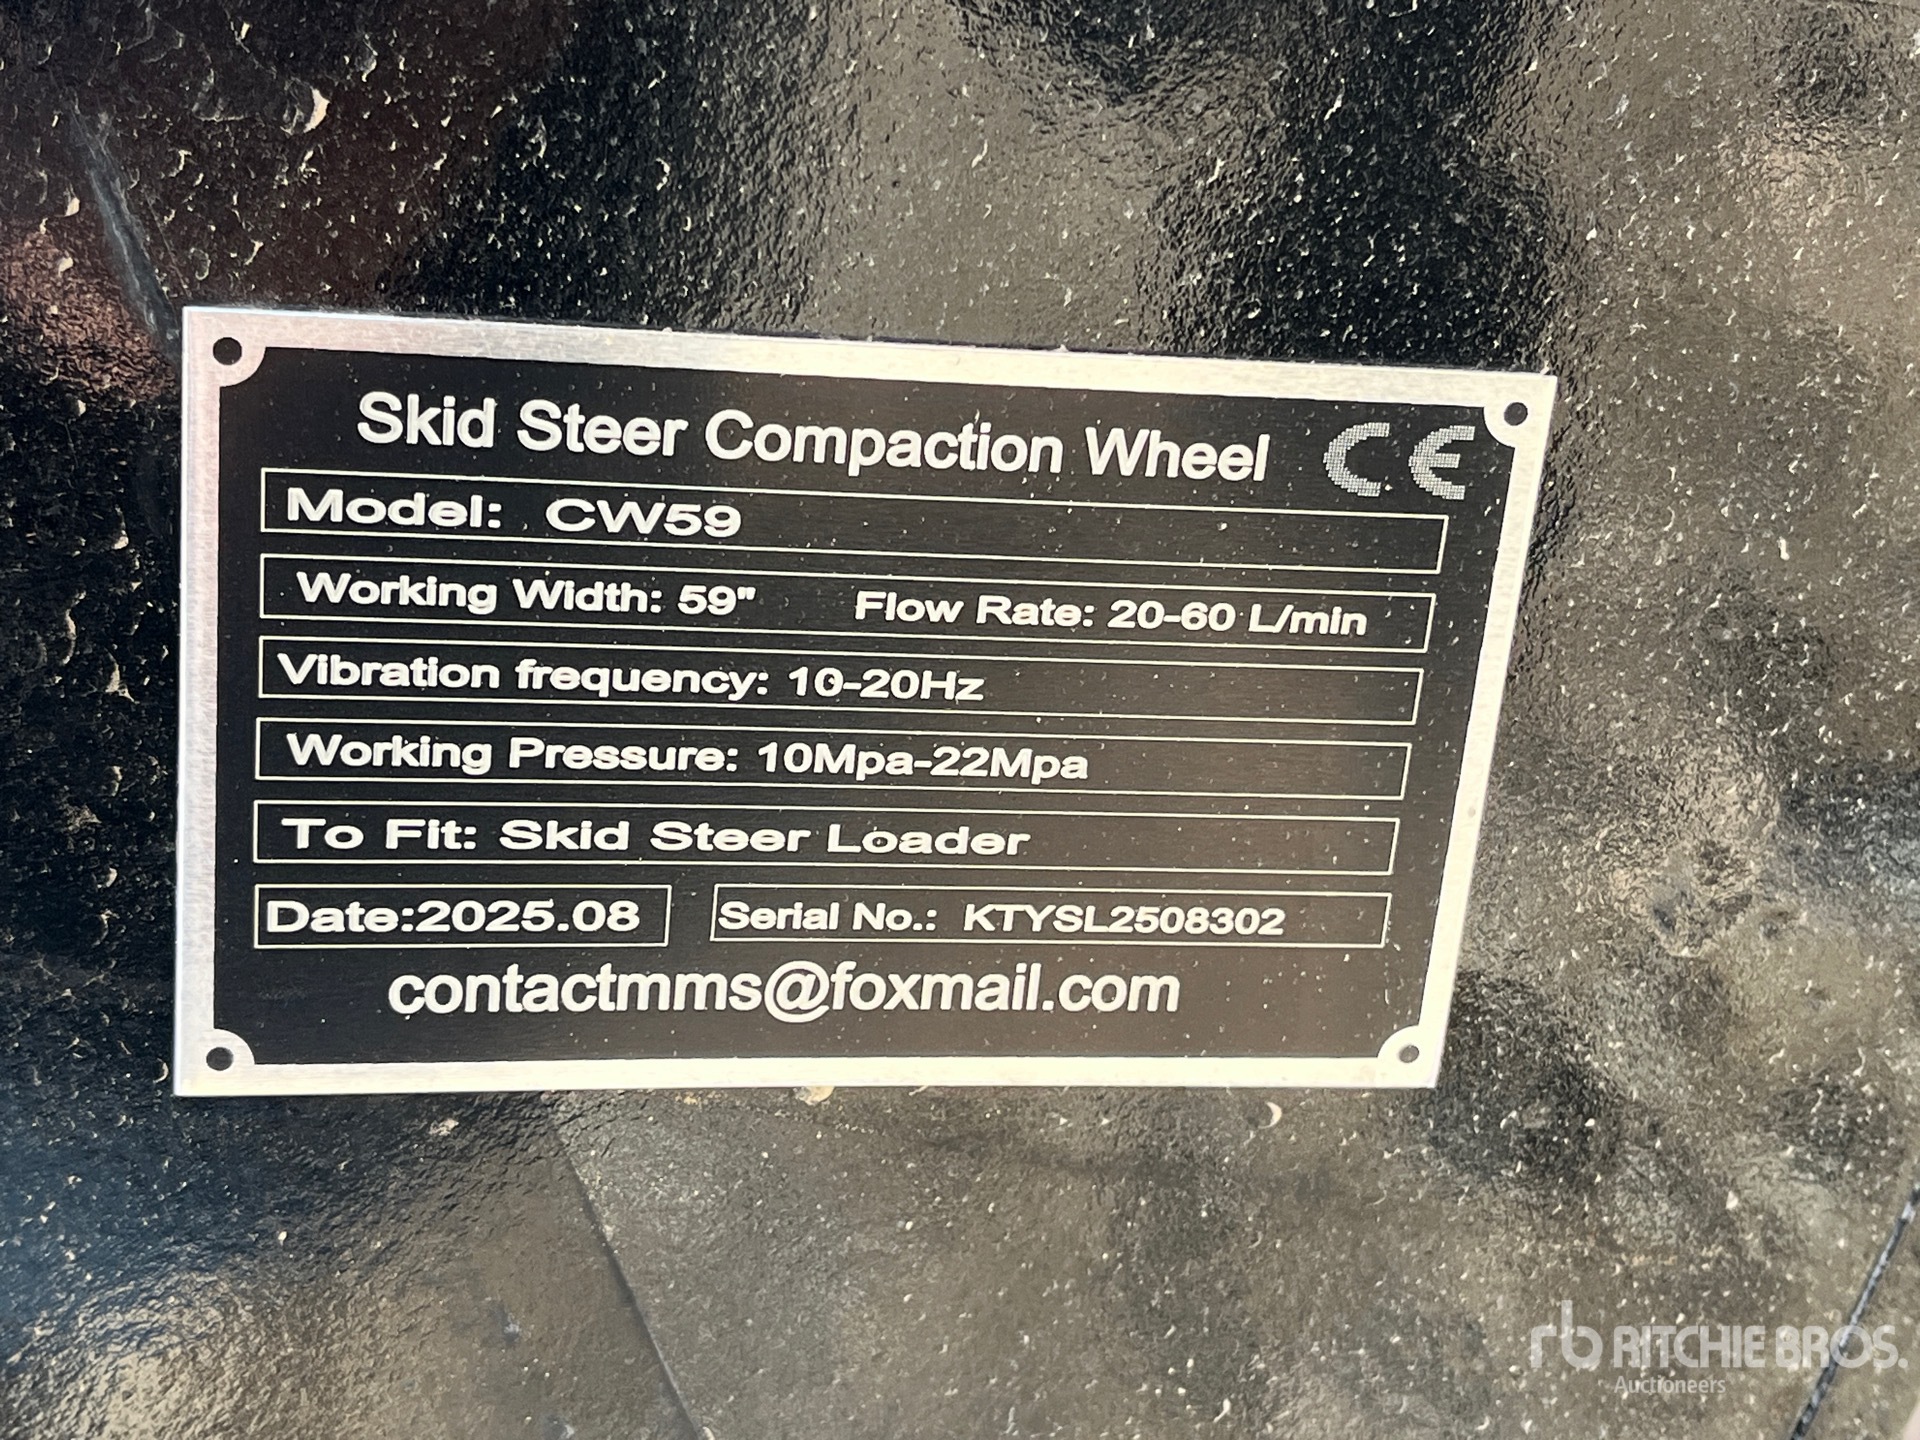 Skid Steer Compaction Wheel CE
Model: CW59
Working Width: 59" Flow Rate: 20-60 L/min
Vibration frequency: 10-20Hz
Working Pressure: 10Mpa-22Mpa
To Fit: Skid Steer Loader
Date:2025.08 Serial No.: KTYSL2508302
contactmms@foxmail.com
rb RITCHIE BROS.
Auctioneers